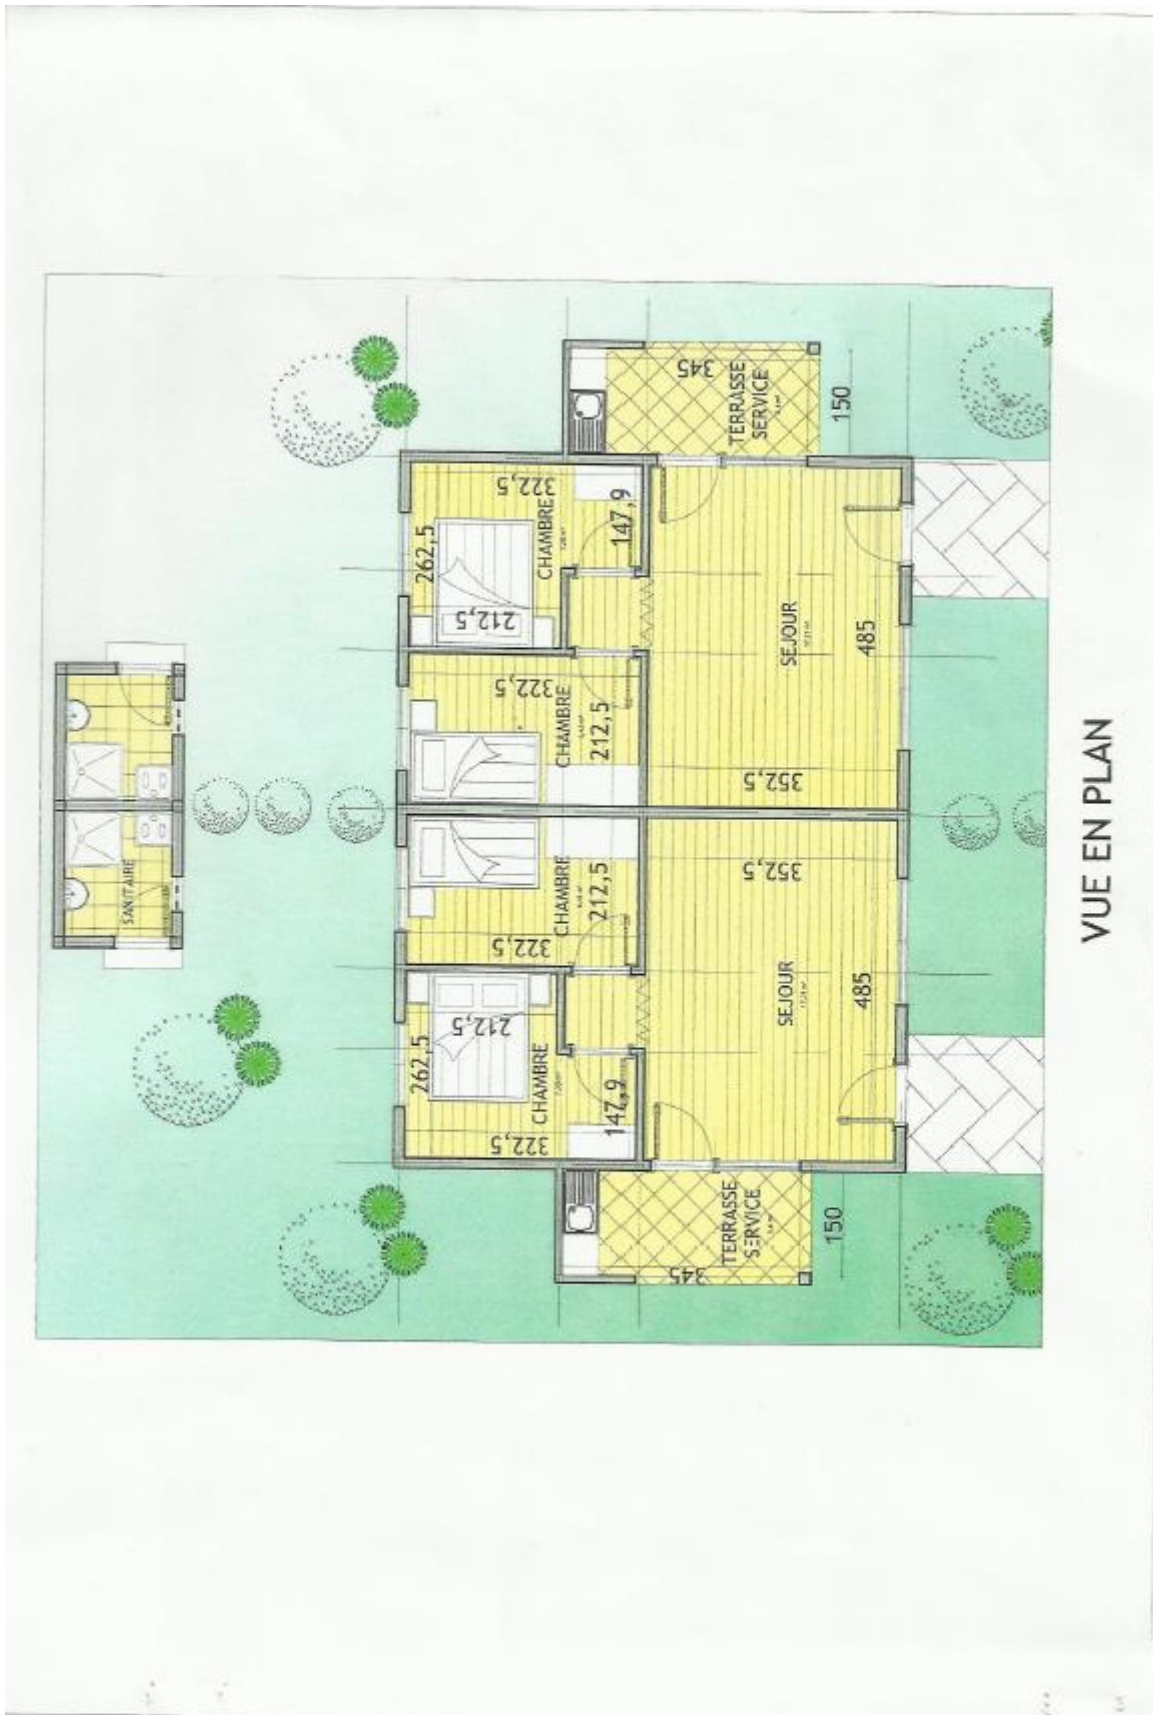 SANITAIRE
262,5
322,5
CHAMBRE
212,5
147,9
322,5
CHAMBRE
212,5
322,5
CHAMBRE
212,5
262,5
212,5
CHAMBRE
322,5
147,9
345
TERRASSE
SERVICE
150
SEJOUR
485
352,5
352,5
SEJOUR
485
TERRASSE
SERVICE
345
150
VUE EN PLAN